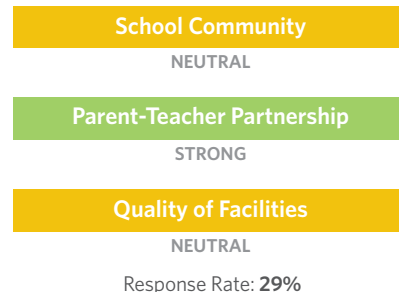 School Community
NEUTRAL
Parent-Teacher Partnership
STRONG
Quality of Facilities
NEUTRAL
Response Rate: 29%